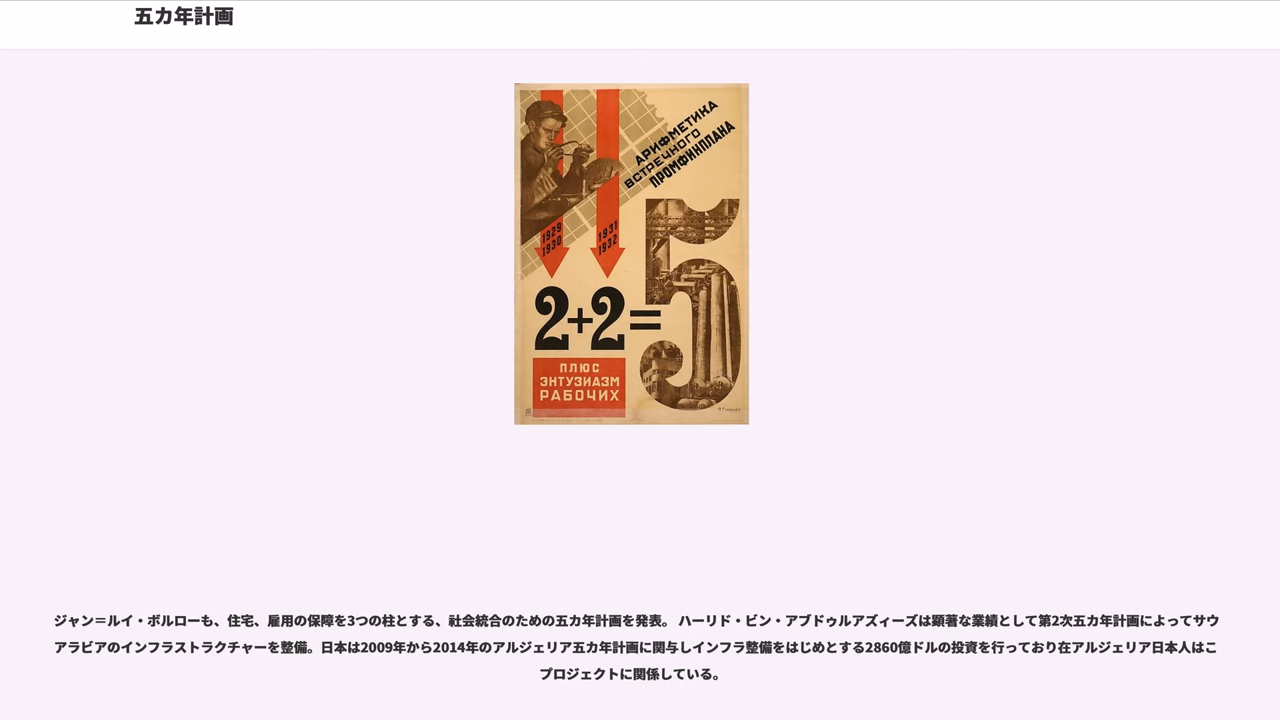 五カ年計画
АРИФМЕТИКА
ВСТРЕЧНОГО
ПРОМФИНПЛАНА
1929
1930
1931
1932
2+2=5
ПЛЮС
ЭНТУЗИАЗМ
РАБОЧИХ
ジャン＝ルイ・ボルローも、住宅、雇用の保障を3つの柱とする、社会統合のための五カ年計画を発表。 ハーリド・ビン・アブドゥルアズィーズは顕著な業績として第2次五カ年計画によってサウ
アラビアのインフラストラクチャーを整備。日本は2009年から2014年のアルジェリア五カ年計画に関与しインフラ整備をはじめとする2860億ドルの投資を行っており在アルジェリア日本人はこ
プロジェクトに関係している。